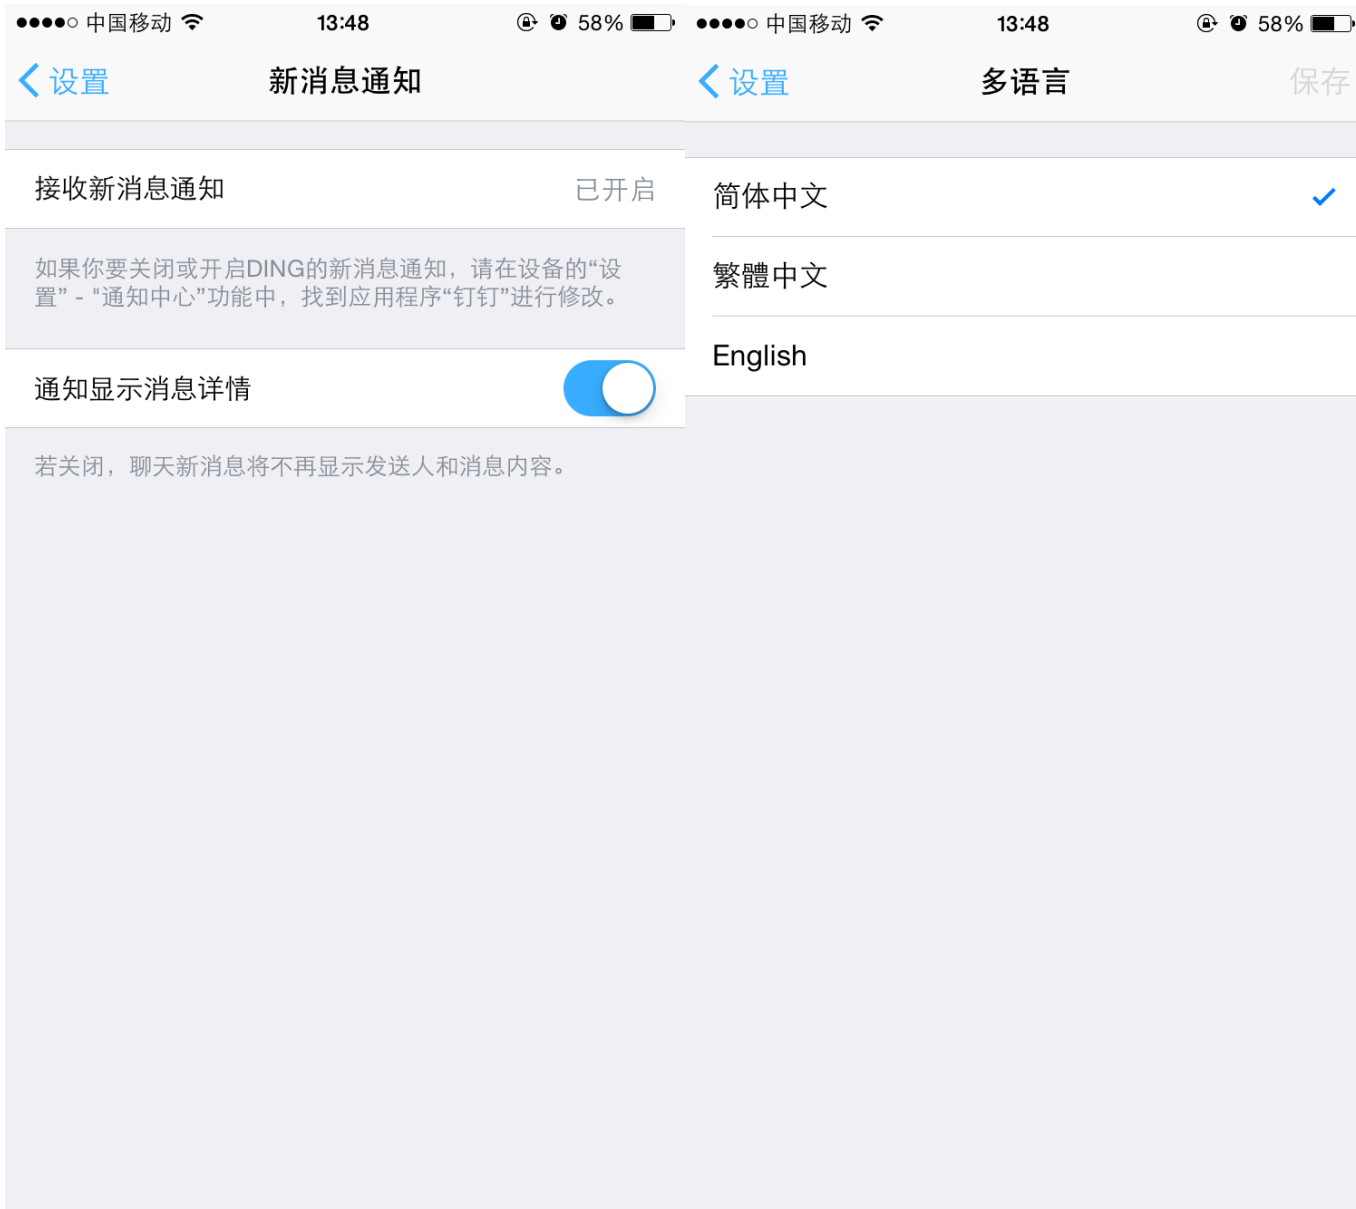 中国移动 13:48 58%
设置 新消息通知
接收新消息通知 已开启
如果你要关闭或开启DING的新消息通知，请在设备的“设
置” - "通知中心”功能中，找到应用程序“钉钉”进行修改。
通知显示消息详情
若关闭，聊天新消息将不再显示发送人和消息内容。
中国移动 13:48 58%
设置 多语言 保存
简体中文
繁體中文
English